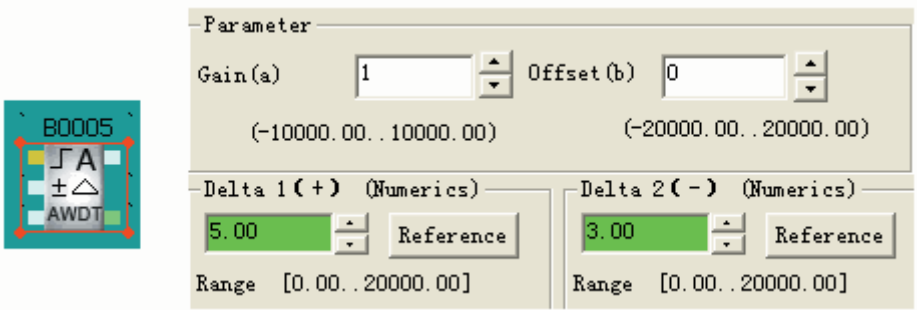 B0005
A
±
AWDT
Parameter
Gain(a) 1 Offset(b) 0
(-10000.00..10000.00) (-20000.00..20000.00)
Delta 1(+) (Numerics)
5.00 Reference
Range [0.00..20000.00]
Delta 2(-) (Numerics)
3.00 Reference
Range [0.00..20000.00]